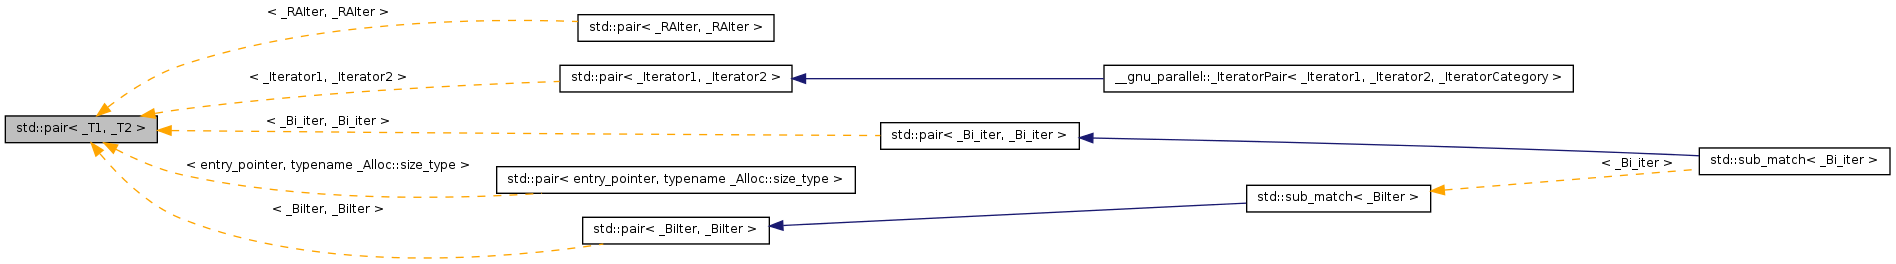 < _RAIter, _RAIter >
std::pair< _RAIter, _RAIter >
< _Iterator1, _Iterator2 >
std::pair< _Iterator1, _Iterator2 >
__gnu_parallel::_IteratorPair< _Iterator1, _Iterator2, _IteratorCategory >
std::pair< _T1, _T2 >
< _Bi_iter, _Bi_iter >
std::pair< _Bi_iter, _Bi_iter >
std::sub_match< _Bi_iter >
< _Bi_iter >
< entry_pointer, typename _Alloc::size_type >
std::pair< entry_pointer, typename _Alloc::size_type >
std::sub_match< _BiIter >
< _BiIter, _BiIter >
std::pair< _BiIter, _BiIter >